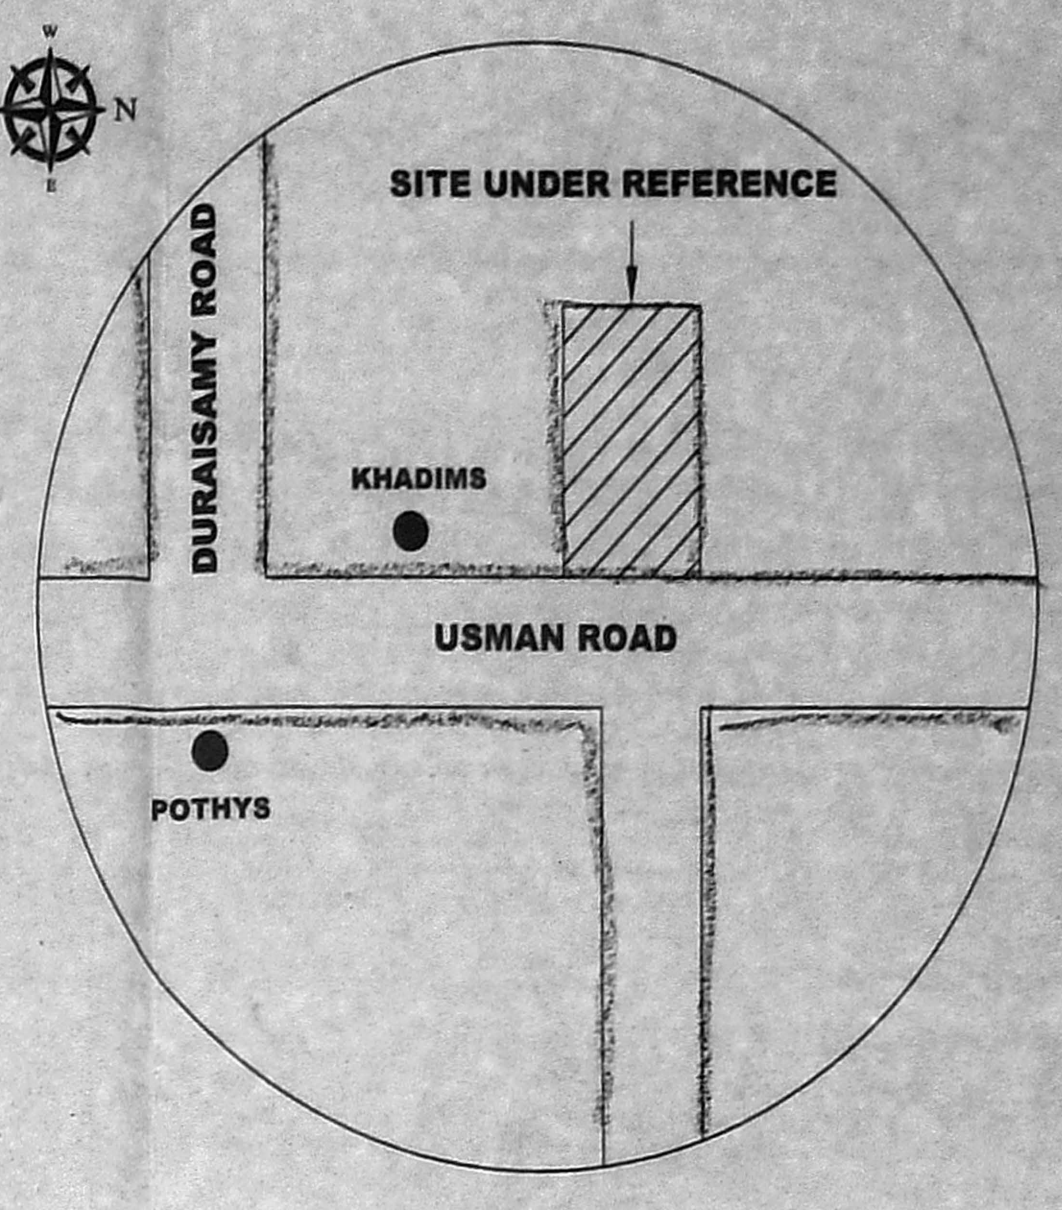 W
N
E
SITE UNDER REFERENCE
DURAISAMY ROAD
KHADIMS
USMAN ROAD
POTHYS